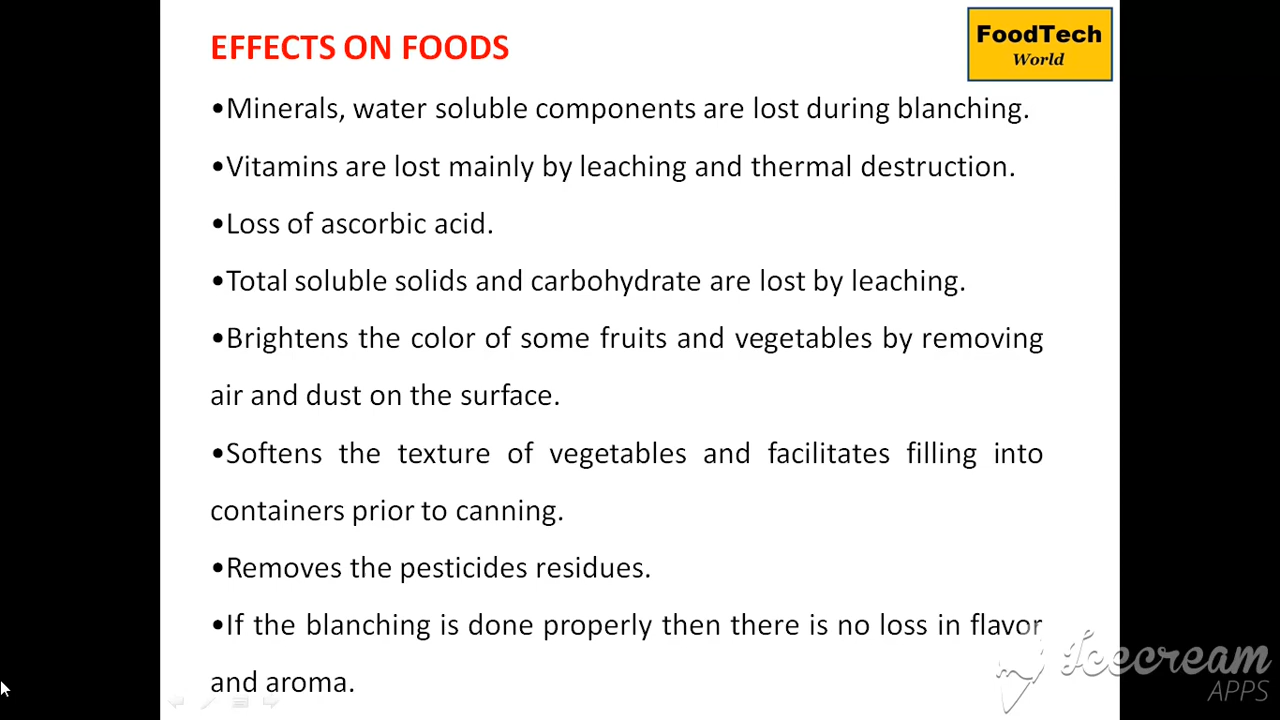 EFFECTS ON FOODS
FoodTech
World
•Minerals, water soluble components are lost during blanching.
•Vitamins are lost mainly by leaching and thermal destruction.
•Loss of ascorbic acid.
•Total soluble solids and carbohydrate are lost by leaching.
•Brightens the color of some fruits and vegetables by removing
air and dust on the surface.
•Softens the texture of vegetables and facilitates filling into
containers prior to canning.
•Removes the pesticides residues.
•If the blanching is done properly then there is no loss in flavor
and aroma.
Icecream
APPS